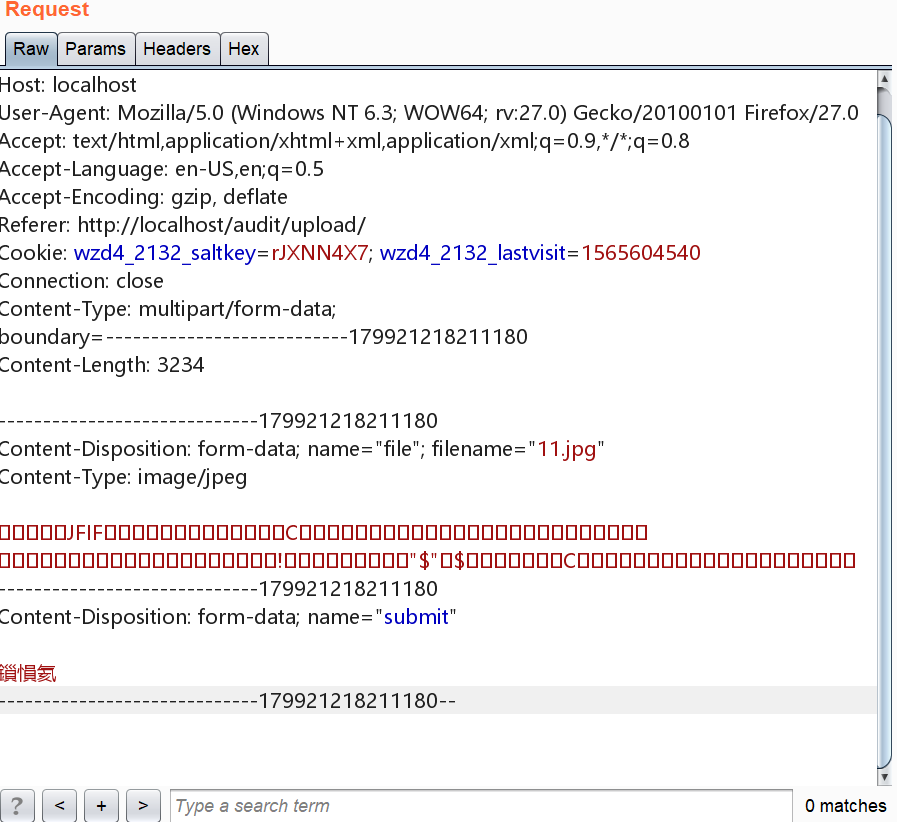 Request
Raw Params Headers Hex
Host: localhost
User-Agent: Mozilla/5.0 (Windows NT 6.3; WOW64; rv:27.0) Gecko/20100101 Firefox/27.0
Accept: text/html,application/xhtml+xml,application/xml;q=0.9,*/*;q=0.8
Accept-Language: en-US,en;q=0.5
Accept-Encoding: gzip, deflate
Referer: http://localhost/audit/upload/
Cookie: wzd4_2132_saltkey=rJXNN4X7; wzd4_2132_lastvisit=1565604540
Connection: close
Content-Type: multipart/form-data;
boundary=---------------------------179921218211180
Content-Length: 3234
-----------------------------179921218211180
Content-Disposition: form-data; name="file"; filename="11.jpg"
Content-Type: image/jpeg
JFIF C
! "$" $ C
-----------------------------179921218211180
Content-Disposition: form-data; name="submit"
鎻愪氦
-----------------------------179921218211180--
? < + > Type a search term 0 matches